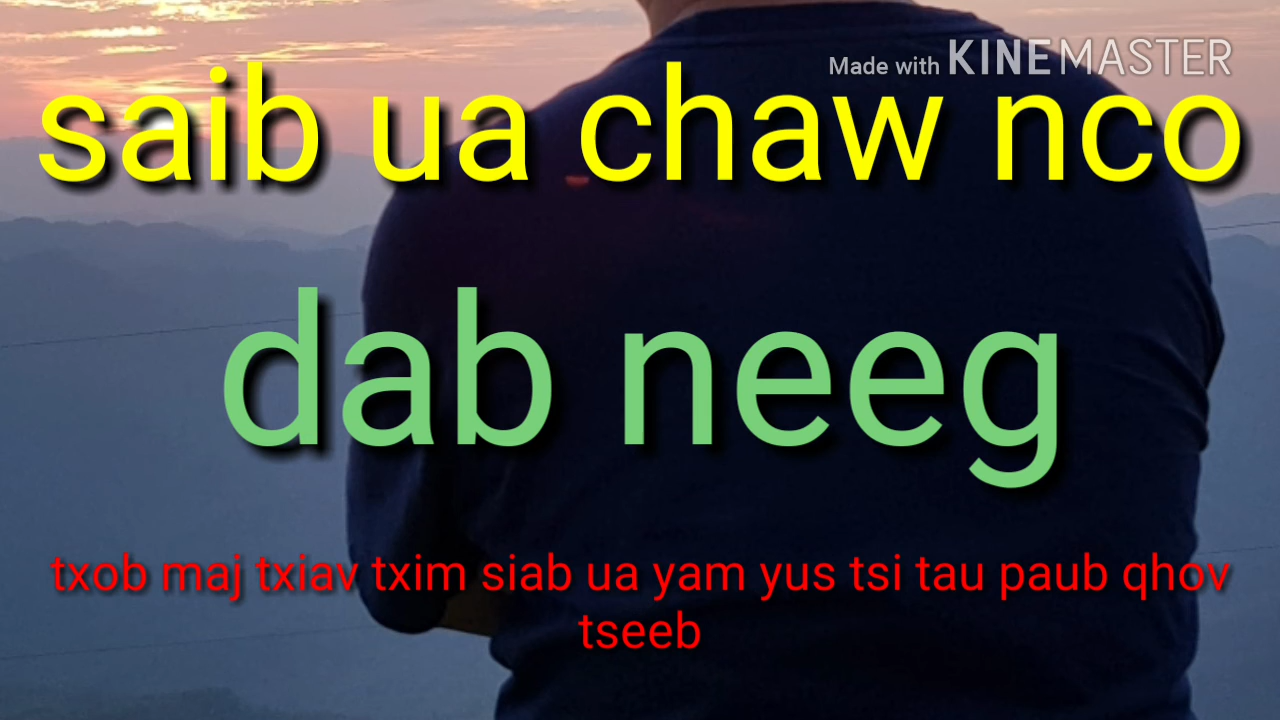 Made with KINEMASTER
saib ua chaw nco
dab neeg
txob maj txiav txim siab ua yam yus tsi tau paub qhov
tseeb